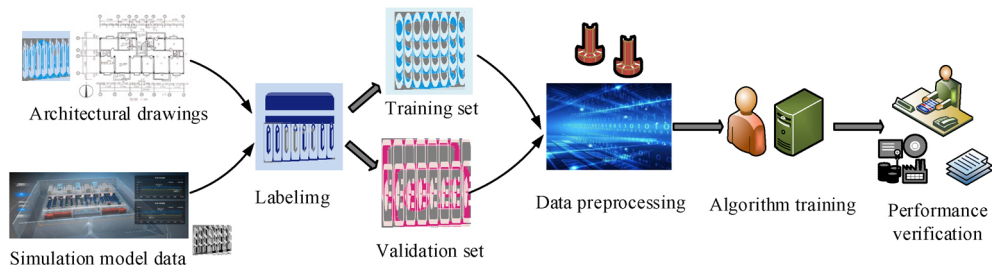 Architectural drawings
Simulation model data
Labelimg
Training set
Validation set
Data preprocessing
Algorithm training
Performance
verification